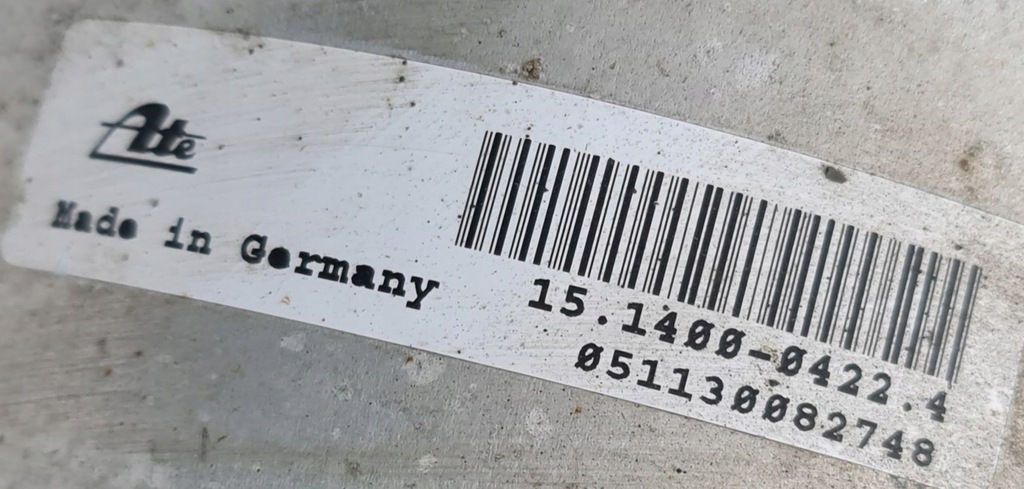 Ate
Made in Germany
15.1400-0422.4
051130082748